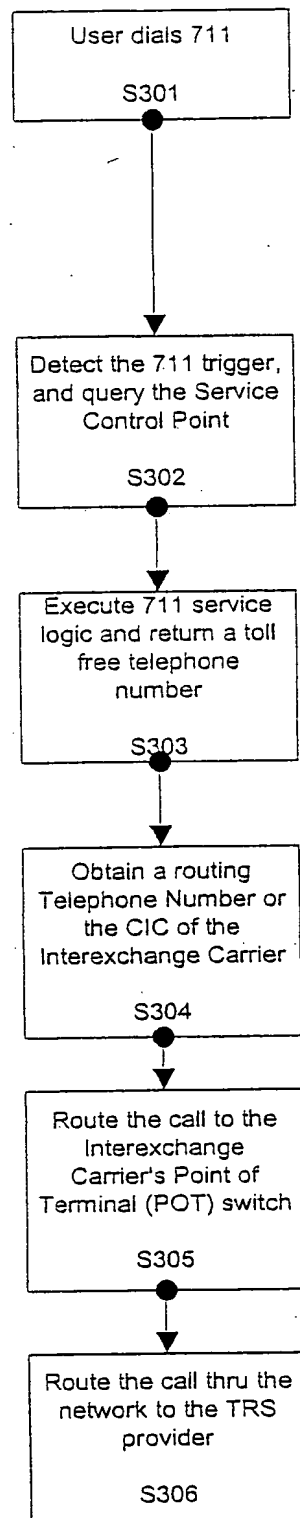 User dials 711
S301
Detect the 711 trigger,
and query the Service
Control Point
S302
Execute 711 service
logic and return a toll
free telephone
number
S303
Obtain a routing
Telephone Number or
the CIC of the
Interexchange Carrier
S304
Route the call to the
Interexchange
Carrier's Point of
Terminal (POT) switch
S305
Route the call thru the
network to the TRS
provider
S306